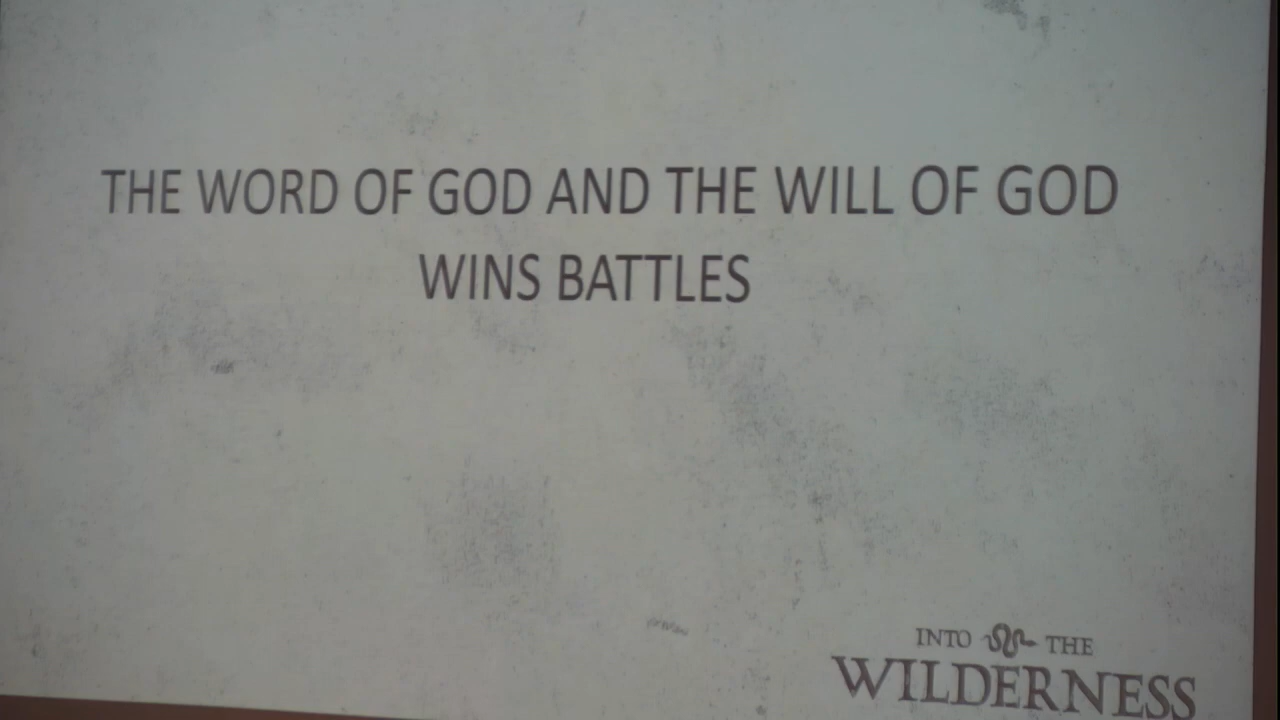 THE WORD OF GOD AND THE WILL OF GOD
WINS BATTLES
INTO THE
WILDERNESS